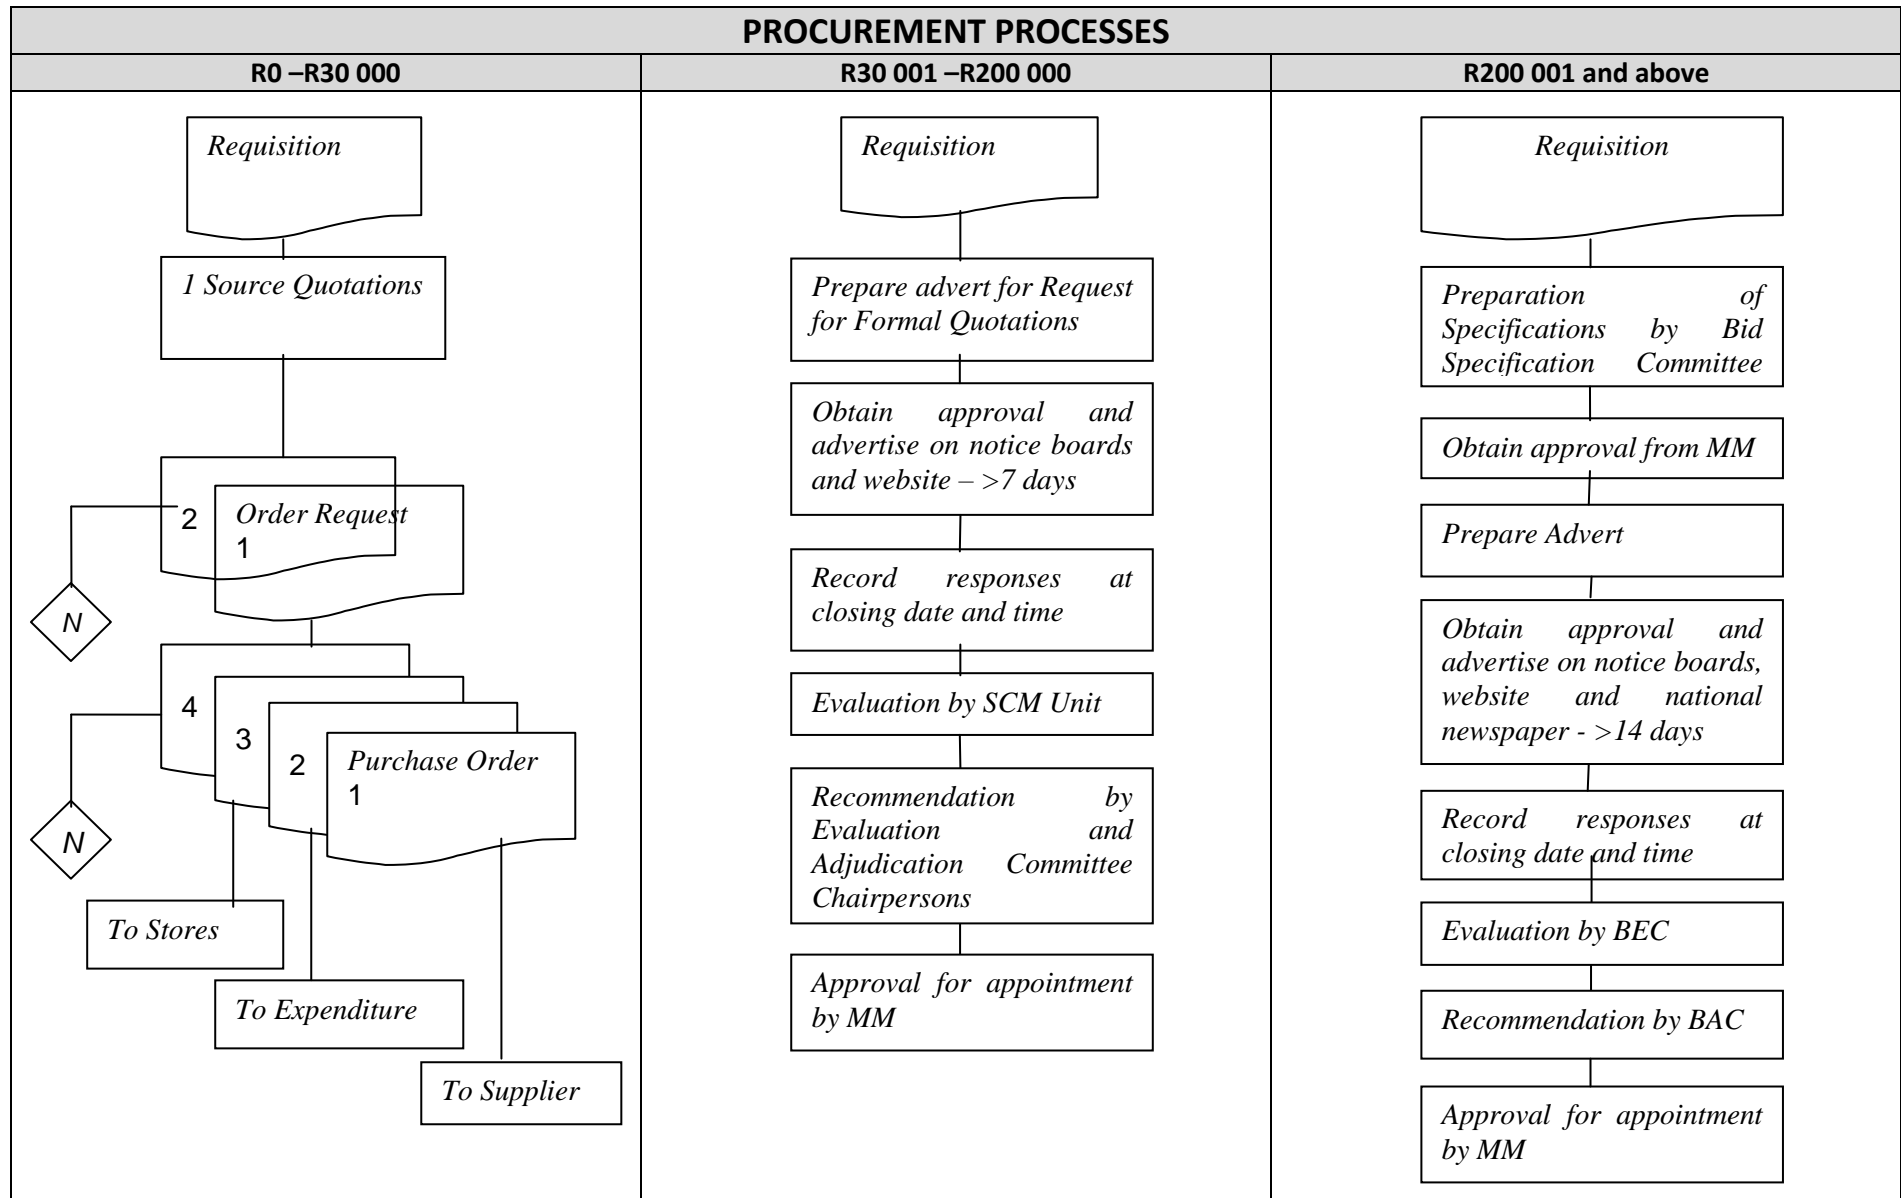 PROCUREMENT PROCESSES
R0 –R30 000
R30 001 –R200 000
R200 001 and above
Requisition
1 Source Quotations
2
Order Request
1
N
4
3
2
Purchase Order
1
N
To Stores
To Expenditure
To Supplier
Requisition
Prepare advert for Request
for Formal Quotations
Obtain approval and
advertise on notice boards
and website – >7 days
Record responses at
closing date and time
Evaluation by SCM Unit
Recommendation by
Evaluation and
Adjudication Committee
Chairpersons
Approval for appointment
by MM
Requisition
Preparation of
Specifications by Bid
Specification Committee
Obtain approval from MM
Prepare Advert
Obtain approval and
advertise on notice boards,
website and national
newspaper - >14 days
Record responses at
closing date and time
Evaluation by BEC
Recommendation by BAC
Approval for appointment
by MM